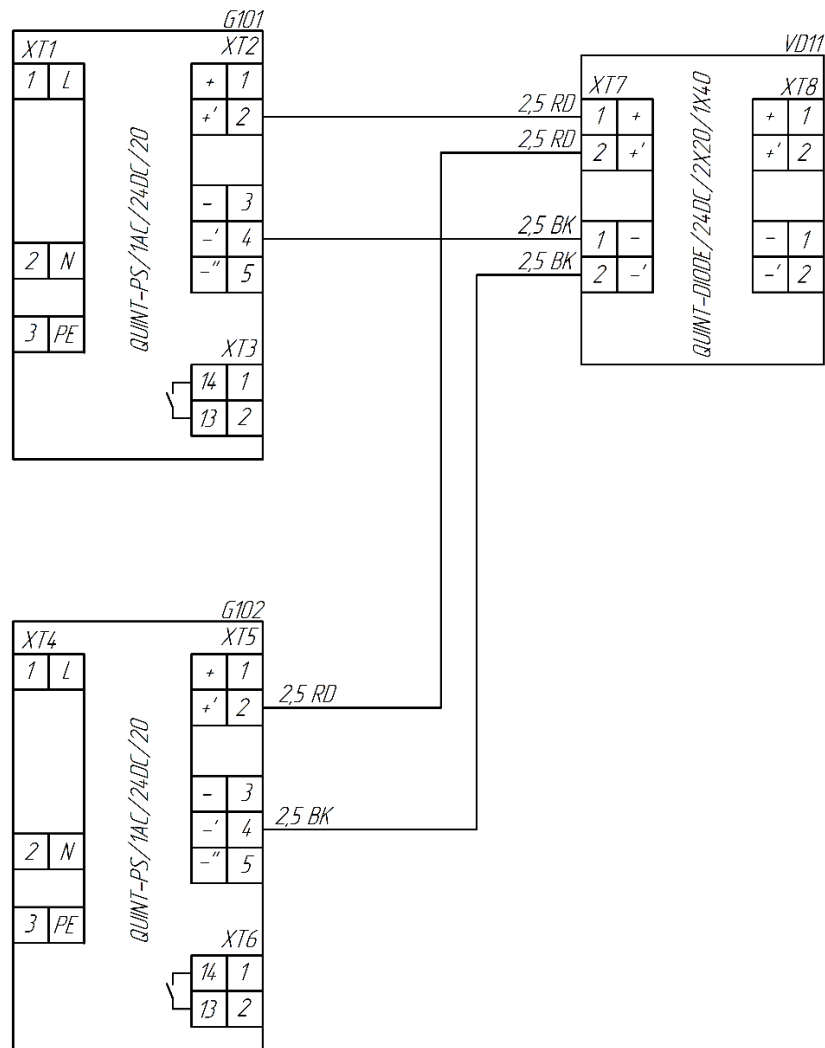 G101
XT1
XT2
1 L
+ 1
+' 2
- 3
-' 4
-" 5
2 N
3 PE
QUINT-PS/1AC/24DC/20
XT3
14 1
13 2
VD11
XT7
XT8
2,5 RD
1 +
+ 1
2,5 RD
2 +'
+' 2
2,5 BK
1 -
- 1
2,5 BK
2 -'
-' 2
QUINT-DIODE/24DC/2X20/1X40
G102
XT4
XT5
1 L
+ 1
+' 2
2,5 RD
- 3
-' 4
2,5 BK
-" 5
2 N
3 PE
QUINT-PS/1AC/24DC/20
XT6
14 1
13 2